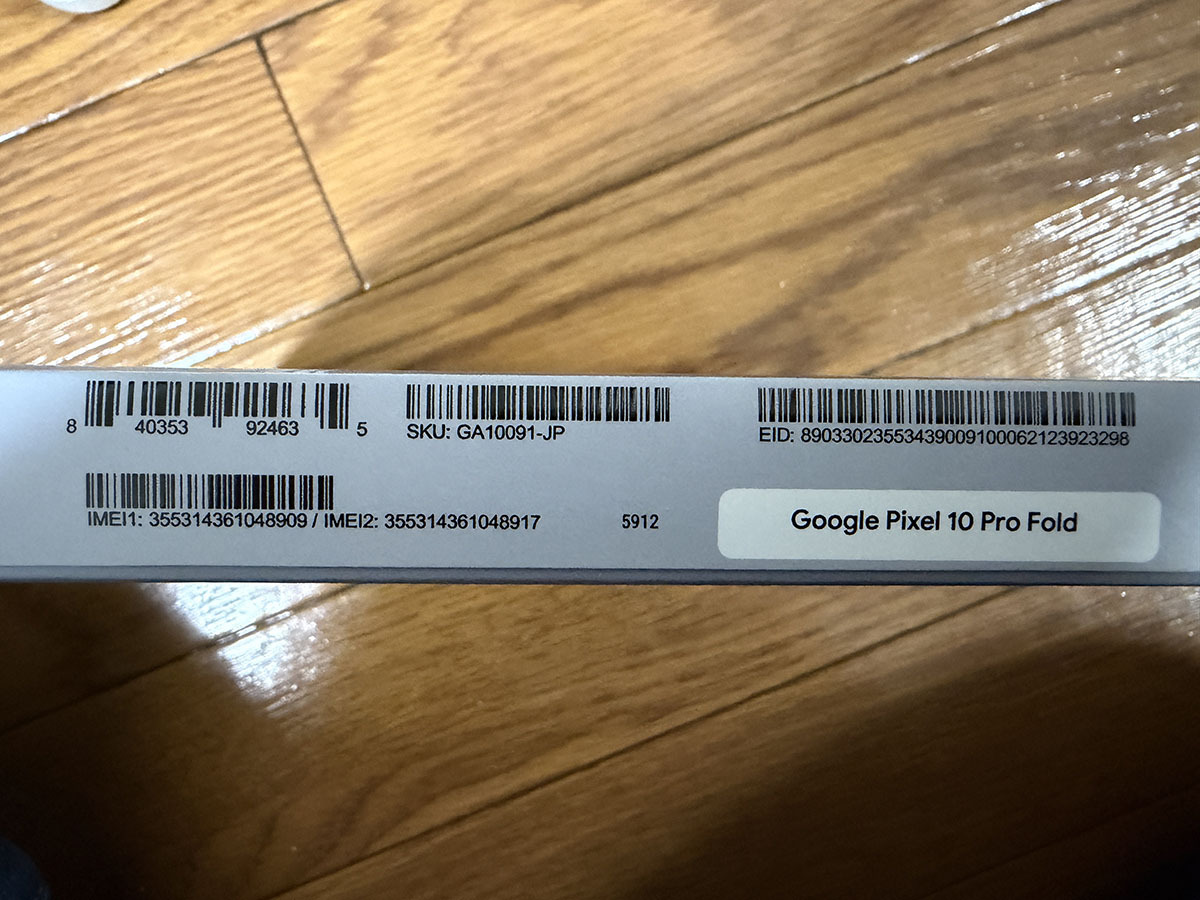 8 40353 92463 5
SKU: GA10091-JP
EID: 89033023553439009100062123923298
IMEI1: 355314361048909 / IMEI2: 355314361048917
5912
Google Pixel 10 Pro Fold